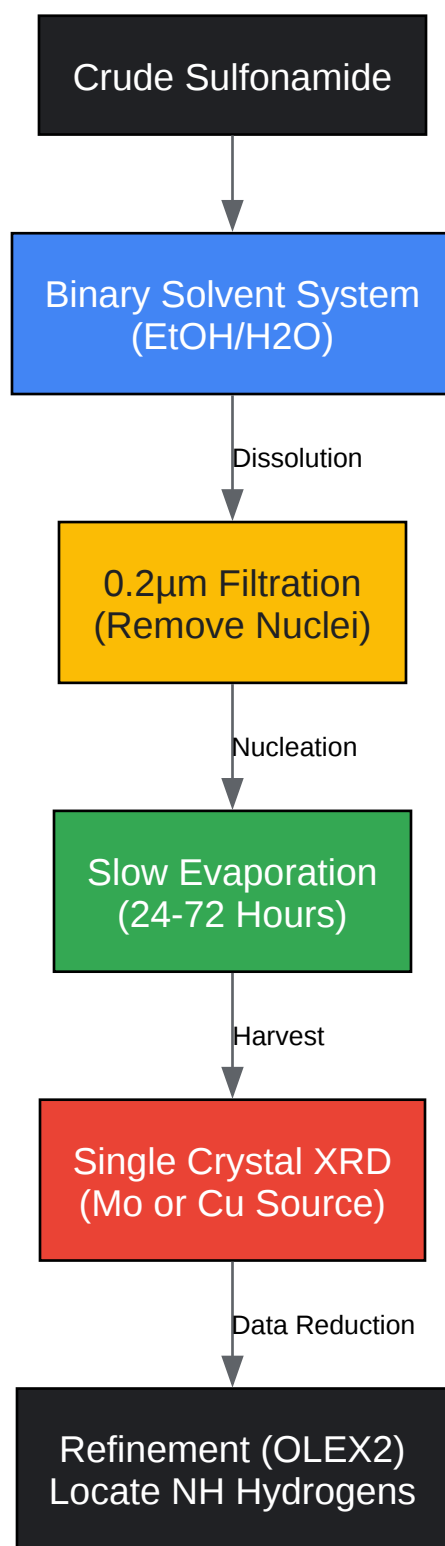 Crude Sulfonamide
Binary Solvent System
(EtOH/H2O)
Dissolution
0.2µm Filtration
(Remove Nuclei)
Nucleation
Slow Evaporation
(24-72 Hours)
Harvest
Single Crystal XRD
(Mo or Cu Source)
Data Reduction
Refinement (OLEX2)
Locate NH Hydrogens